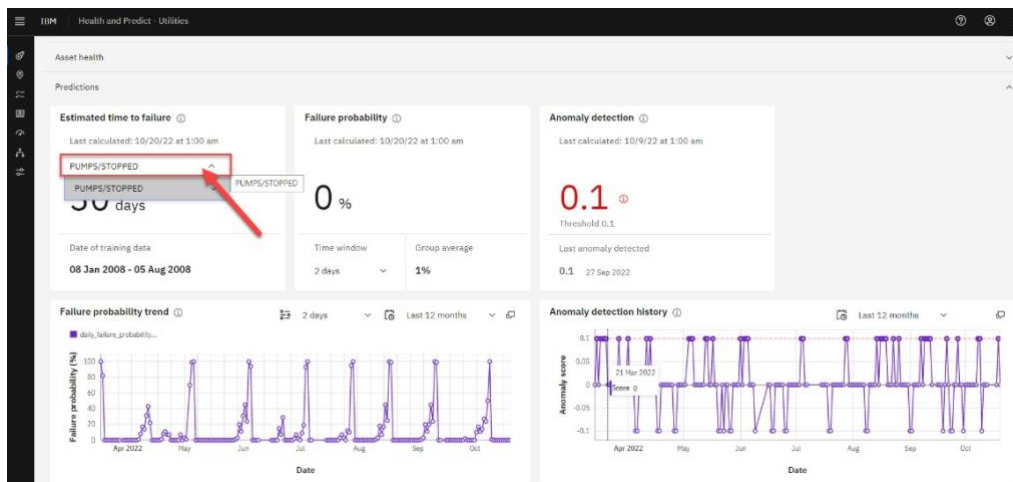 IBM Health and Predict - Utilities
Asset health
Predictions
Estimated time to failure
Last calculated: 10/20/22 at 1:00 am
PUMPS/STOPPED
PUMPS/STOPPED
PUMPS/STOPPED
days
Date of training data
08 Jan 2008 - 05 Aug 2008
Failure probability
Last calculated: 10/20/22 at 1:00 am
0 %
Time window
2 days
Group average
1%
Anomaly detection
Last calculated: 10/9/22 at 1:00 am
0.1
Threshold 0.1
Last anomaly detected
0.1 27 Sep 2022
Failure probability trend
2 days
Last 12 months
daily_failure_probability...
Failure probability (%)
100
80
60
40
20
0
Apr 2022 May Jun Jul Aug Sep Oct
Date
Anomaly detection history
Last 12 months
Anomaly score
0.1
0.05
0
-0.05
-0.1
21 Mar 2022
Score 0
Apr 2022 May Jun Jul Aug Sep Oct
Date